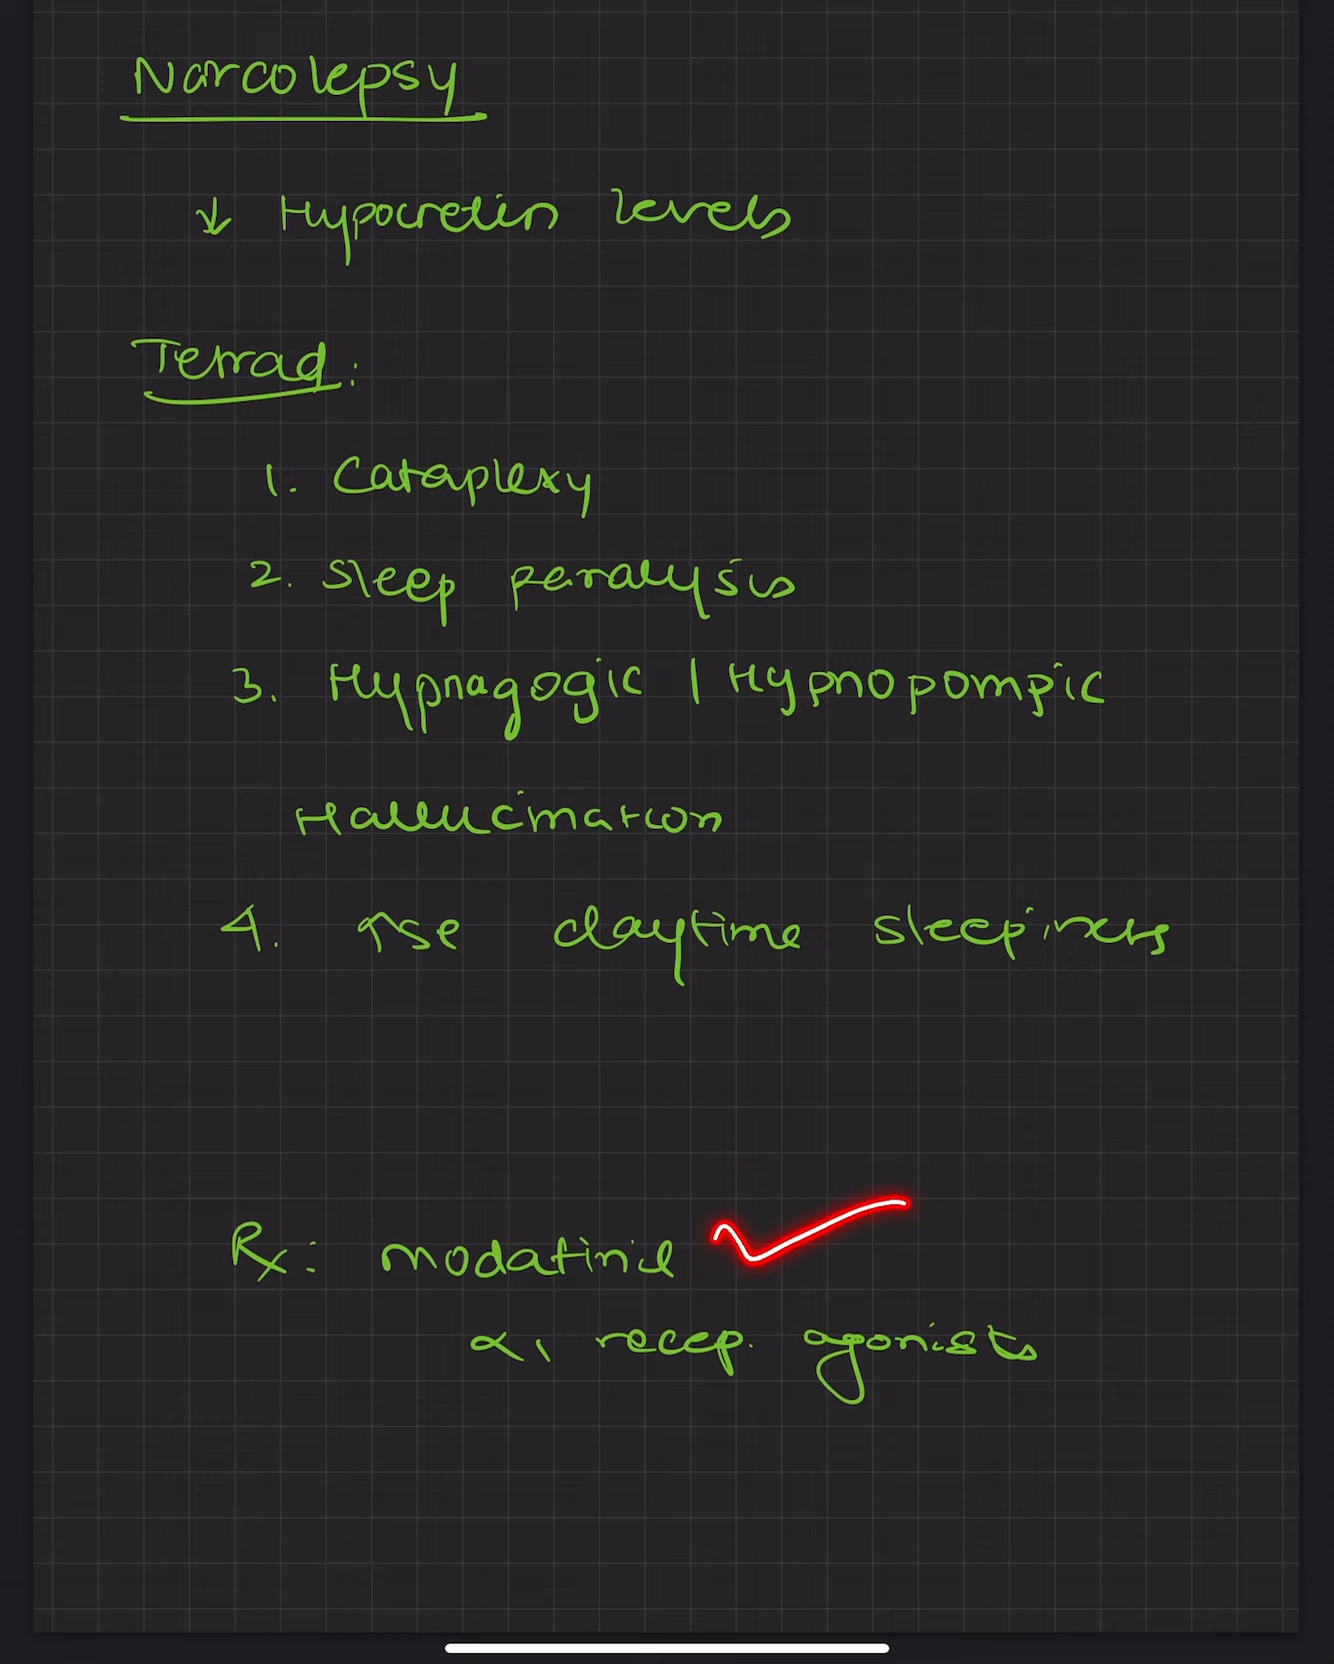 Narcolepsy
↓ Hypocretin levels
Tetrad:
1. Cataplexy
2. Sleep paralysis
3. Hypnagogic / Hypnopompic
Hallucination
4. ↑se daytime sleepiness
Rx: modafinil
α1 recep. agonists